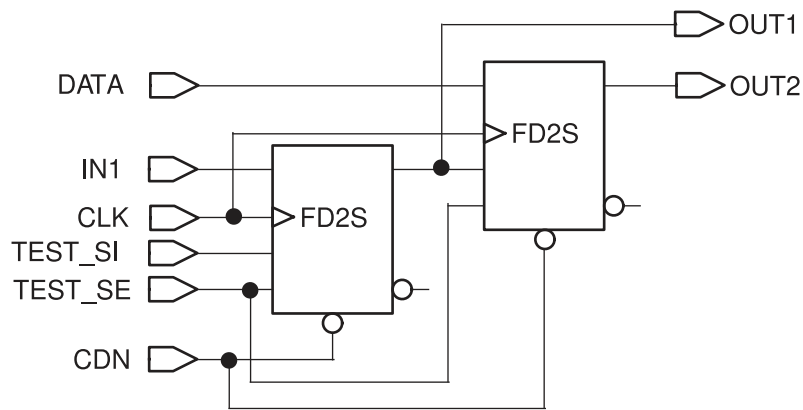 OUT1
DATA
OUT2
FD2S
IN1
CLK
FD2S
TEST_SI
TEST_SE
CDN